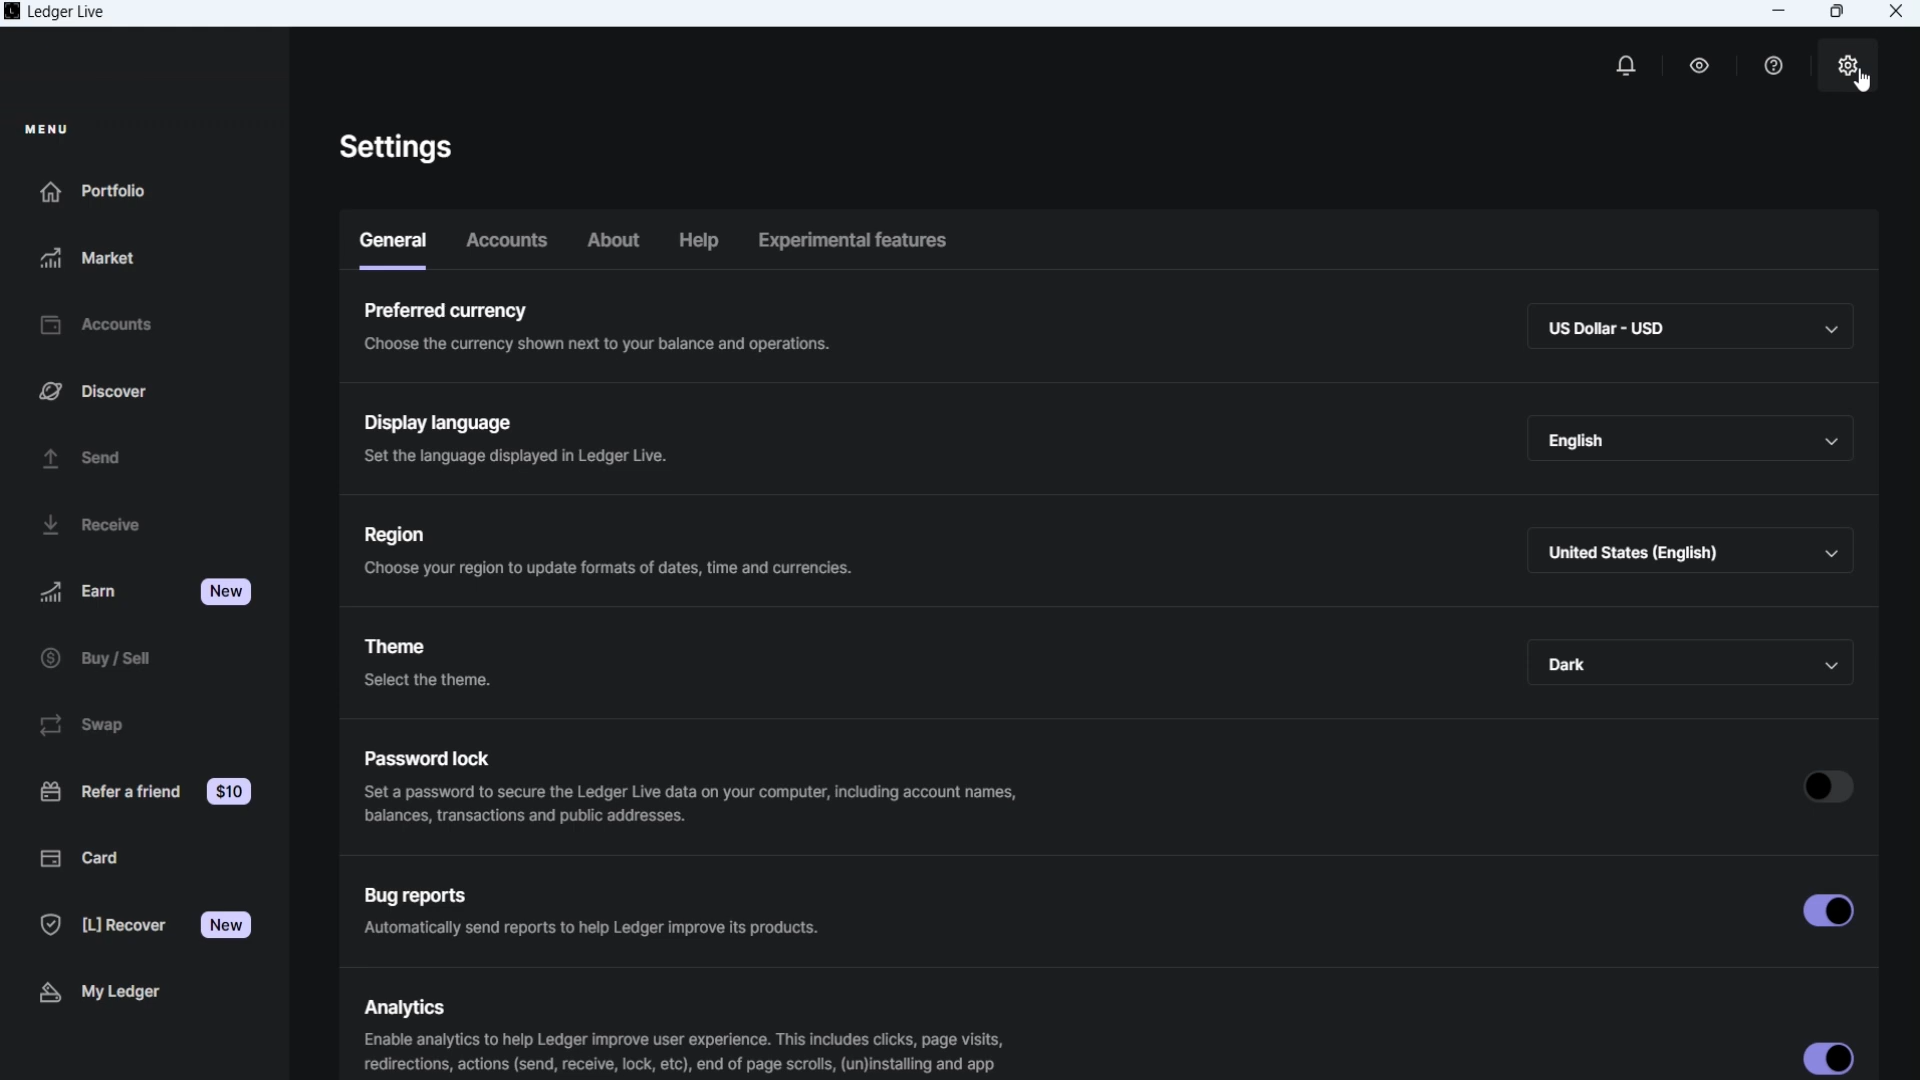 Ledger Live
MENU
Portfolio
Market
Accounts
Discover
Send
Receive
Earn New
Buy / Sell
Swap
Refer a friend $10
Card
[L] Recover New
My Ledger
Settings
General Accounts About Help Experimental features
Preferred currency
Choose the currency shown next to your balance and operations.
US Dollar - USD
Display language
Set the language displayed in Ledger Live.
English
Region
Choose your region to update formats of dates, time and currencies.
United States (English)
Theme
Select the theme.
Dark
Password lock
Set a password to secure the Ledger Live data on your computer, including account names,
balances, transactions and public addresses.
Bug reports
Automatically send reports to help Ledger improve its products.
Analytics
Enable analytics to help Ledger improve user experience. This includes clicks, page visits,
redirections, actions (send, receive, lock, etc), end of page scrolls, (un)installing and app